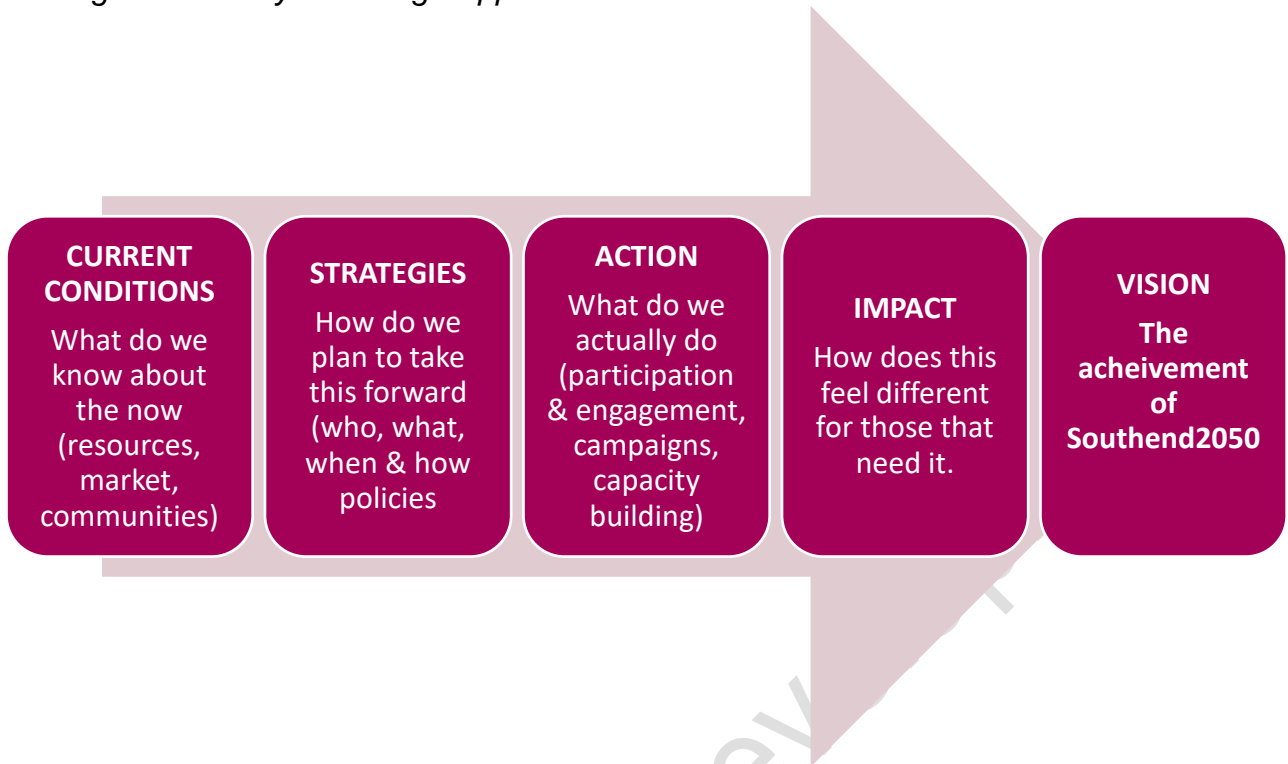 CURRENT
CONDITIONS
What do we
know about
the now
(resources,
market,
communities)
STRATEGIES
How do we
plan to take
this forward
(who, what,
when & how
policies
ACTION
What do we
actually do
(participation
& engagement,
campaigns,
capacity
building)
IMPACT
How does this
feel different
for those that
need it.
VISION
The
acheivement
of
Southend2050